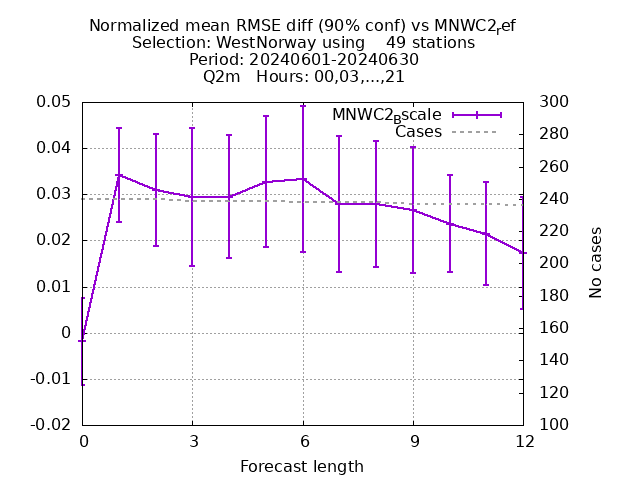 Normalized mean RMSE diff (90% conf) vs MNWC2ref
Selection: WestNorway using 49 stations
Period: 20240601-20240630
Q2m Hours: 00,03,...,21
MNWC2Bscale
Cases
0.05
0.04
0.03
0.02
0.01
0
-0.01
-0.02
300
280
260
240
220
200
180
160
140
120
100
No cases
0 3 6 9 12
Forecast length